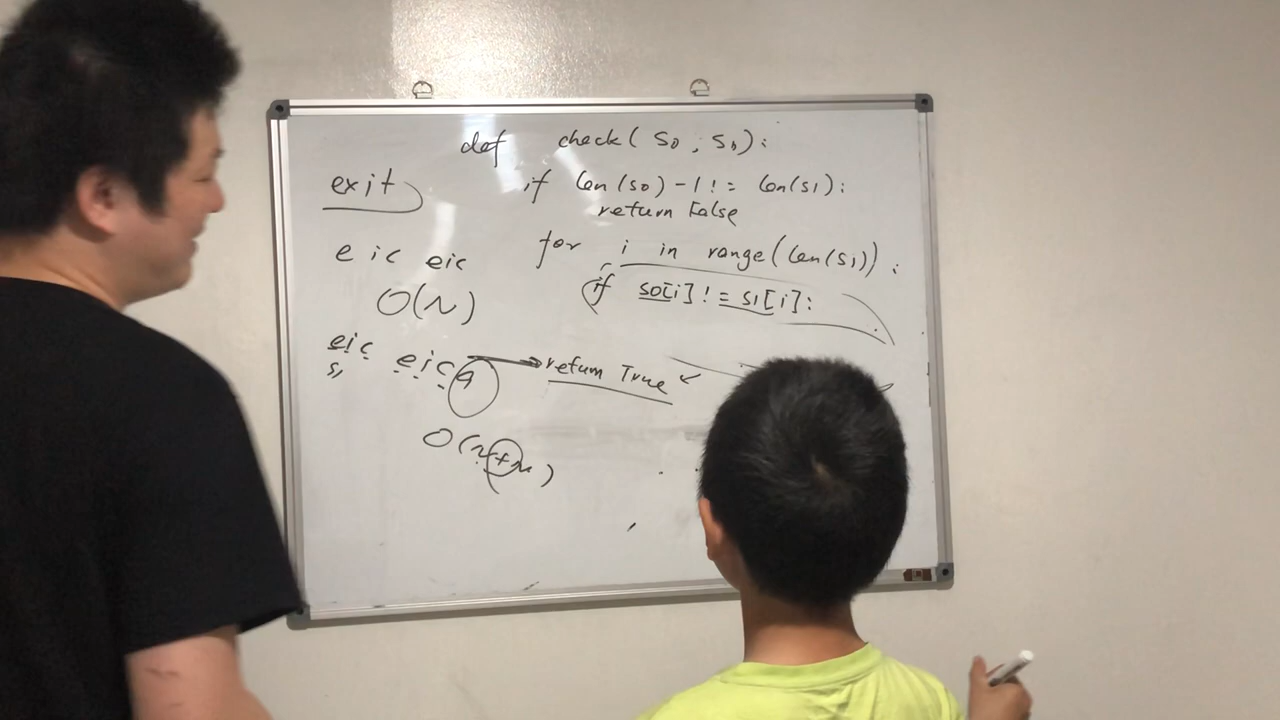 def check(s0, s1):
exit
if len(s0)-1 != len(s1):
return False
for i in range(len(s1)):
if s0[i] != s1[i]:
return True
eic eic
O(N)
eic eica
s1
O(N+M)